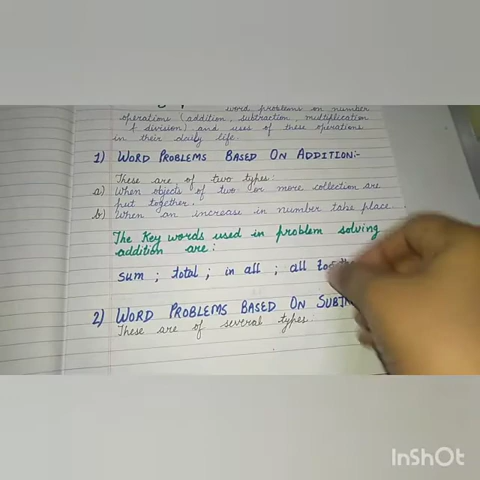 word problems on number
operations (addition, subtraction, multiplication
& division) and uses of these operations
in their daily life.
1) WORD PROBLEMS BASED ON ADDITION:-
These are of two types:
a) When objects of two or more collection are
put together.
b) When an increase in number take place.
The Key words used in problem solving
addition are:
sum ; total ; in all ; all
2) WORD PROBLEMS BASED ON
These are of several types:
InShOt